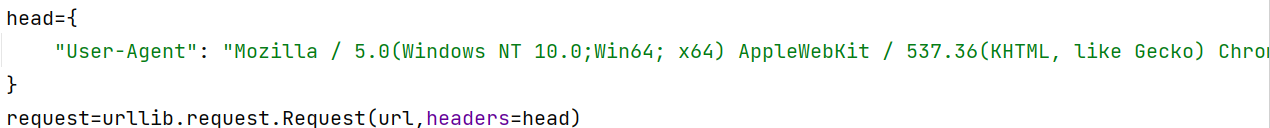 head={
"User-Agent": "Mozilla / 5.0(Windows NT 10.0;Win64; x64) AppleWebKit / 537.36(KHTML, like Gecko)
}
request=urllib.request.Request(url,headers=head)